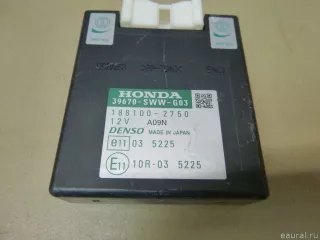 HONDA
39670-SWW-G03
188100-2750
12V A09N
DENSO MADE IN JAPAN
e11 03 5225
E11 10R-03 5225
eaural.ru